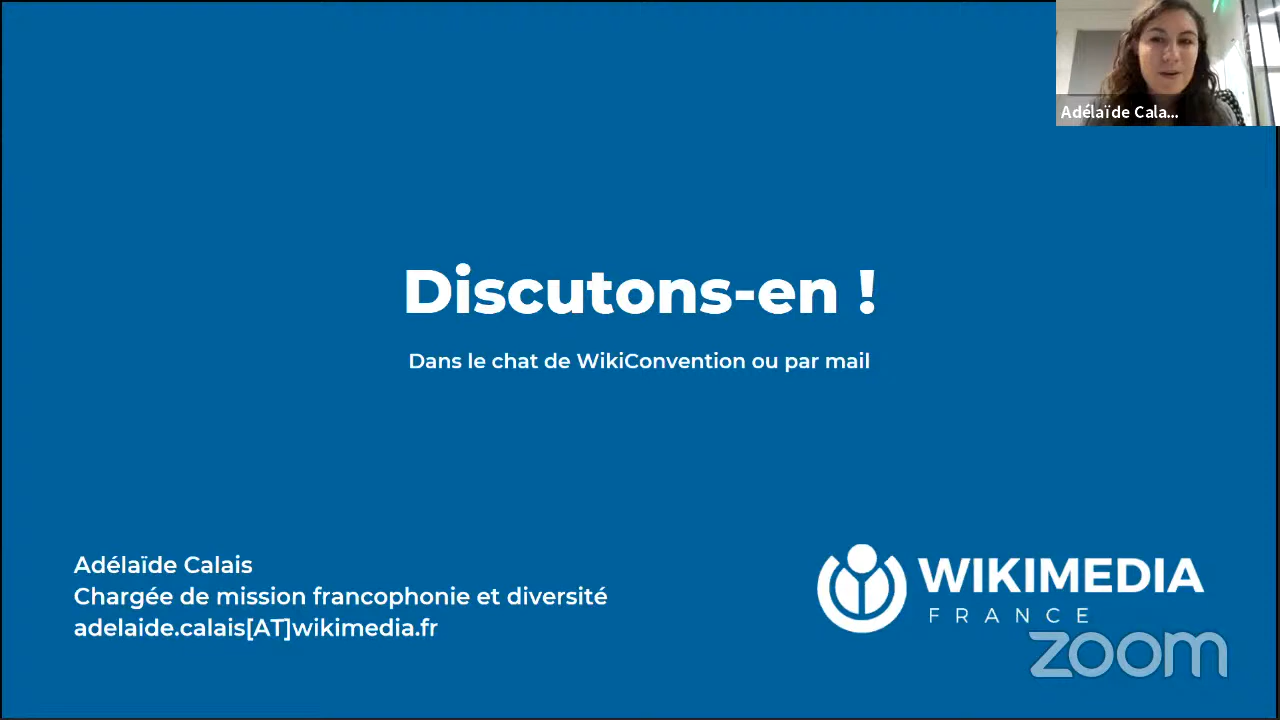 Adélaïde Cala...
Discutons-en !
Dans le chat de WikiConvention ou par mail
Adélaïde Calais
Chargée de mission francophonie et diversité
adelaide.calais[AT]wikimedia.fr
WIKIMEDIA
FRANCE
zoom